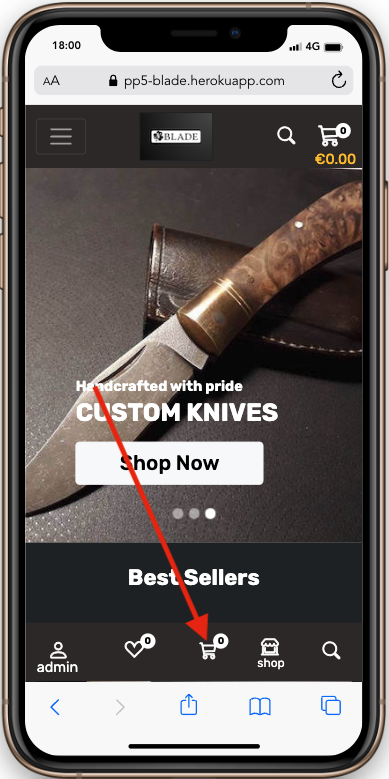 18:00
4G
AA
pp5-blade.herokuapp.com
BLADE
0
€0.00
Handcrafted with pride
CUSTOM KNIVES
Shop Now
Best Sellers
0
0
admin
shop